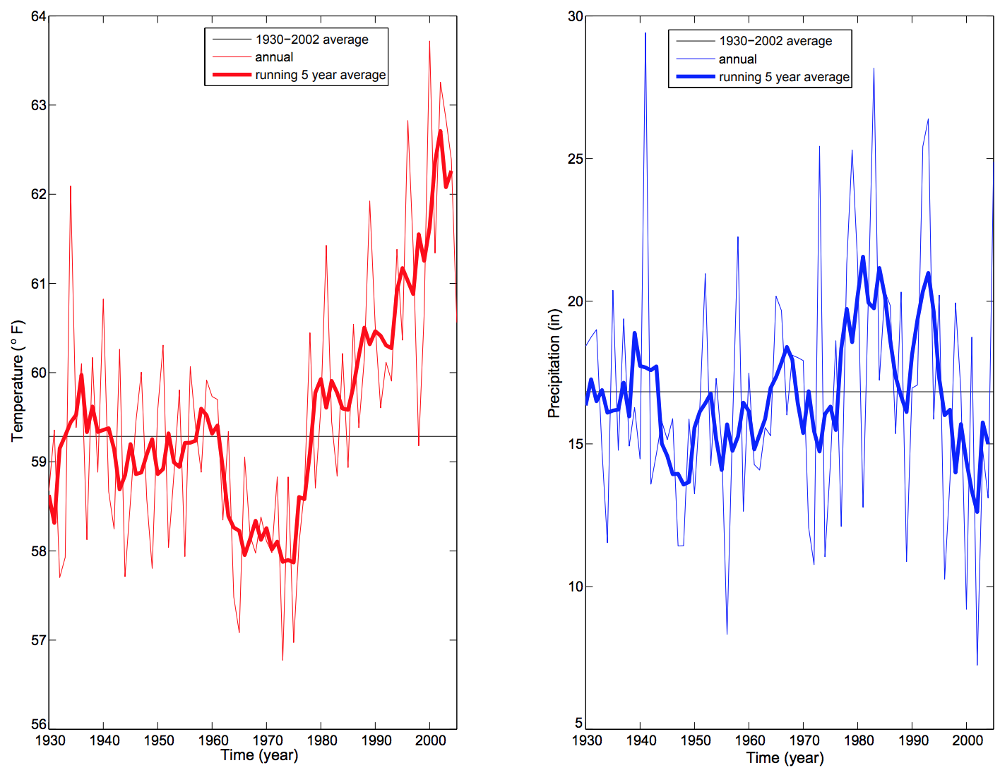 64
63
62
61
60
59
58
57
56
Temperature (° F)
1930−2002 average
annual
running 5 year average
1930 1940 1950 1960 1970 1980 1990 2000
Time (year)
30
25
20
15
10
5
Precipitation (in)
1930−2002 average
annual
running 5 year average
1930 1940 1950 1960 1970 1980 1990 2000
Time (year)